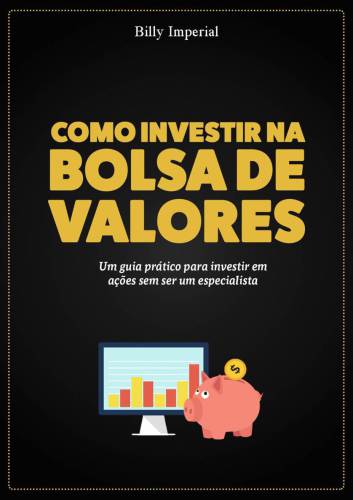 Billy Imperial
COMO INVESTIR NA
BOLSA DE
VALORES
Um guia prático para investir em
ações sem ser um especialista
$